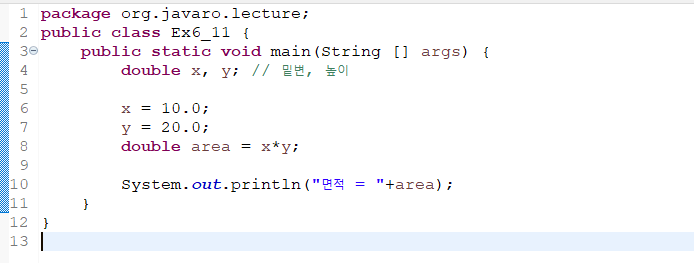 1 package org.javaro.lecture;
2 public class Ex6_11 {
3 public static void main(String [] args) {
4 double x, y; // 밑변, 높이
5
6 x = 10.0;
7 y = 20.0;
8 double area = x*y;
9
10 System.out.println("면적 = "+area);
11 }
12 }
13